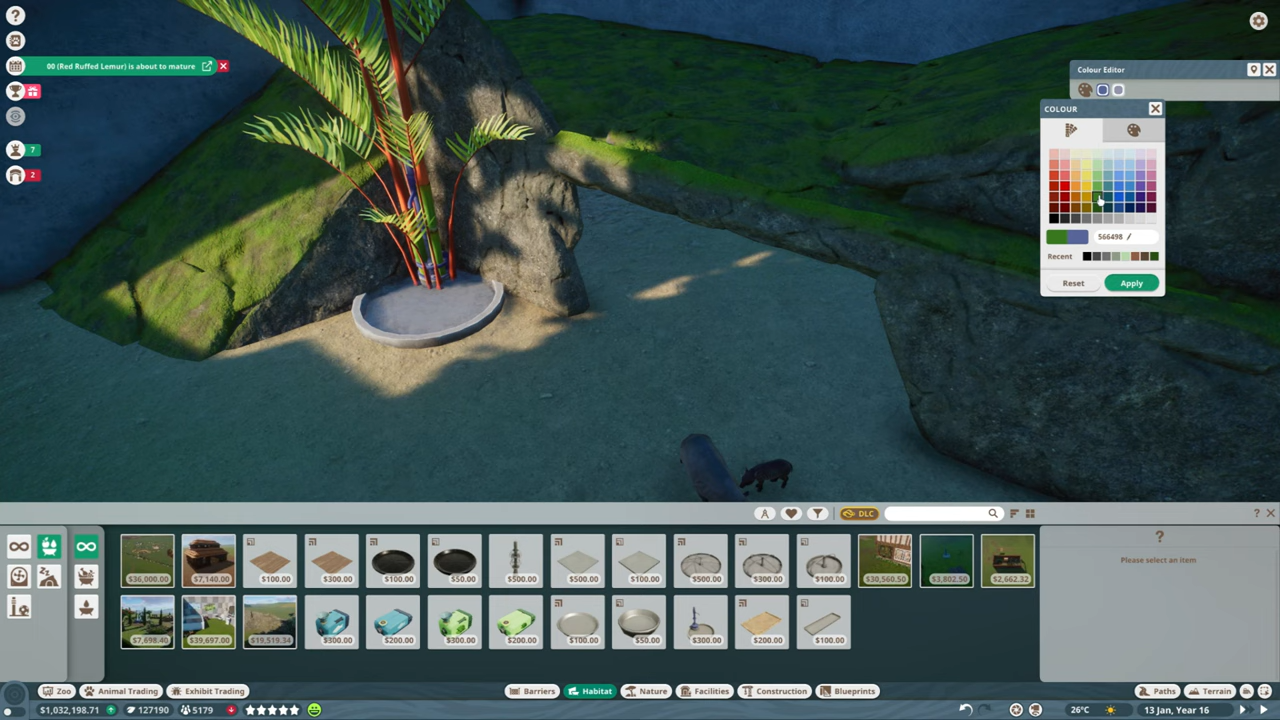 ?
00 (Red Ruffed Lemur) is about to mature
7
2
Colour Editor
COLOUR
566498 /
Recent
Reset
Apply
DLC
?
$36,000.00
$7,140.00
$100.00
$300.00
$100.00
$50.00
$500.00
$500.00
$100.00
$500.00
$300.00
$100.00
$30,560.50
$3,802.50
$2,662.32
$7,698.40
$39,697.00
$19,519.34
$300.00
$200.00
$300.00
$200.00
$100.00
$50.00
$300.00
$200.00
$100.00
?
Please select an item
Zoo
Animal Trading
Exhibit Trading
Barriers
Habitat
Nature
Facilities
Construction
Blueprints
Paths
Terrain
$1,032,198.71
127190
5179
26°C
13 Jan, Year 16